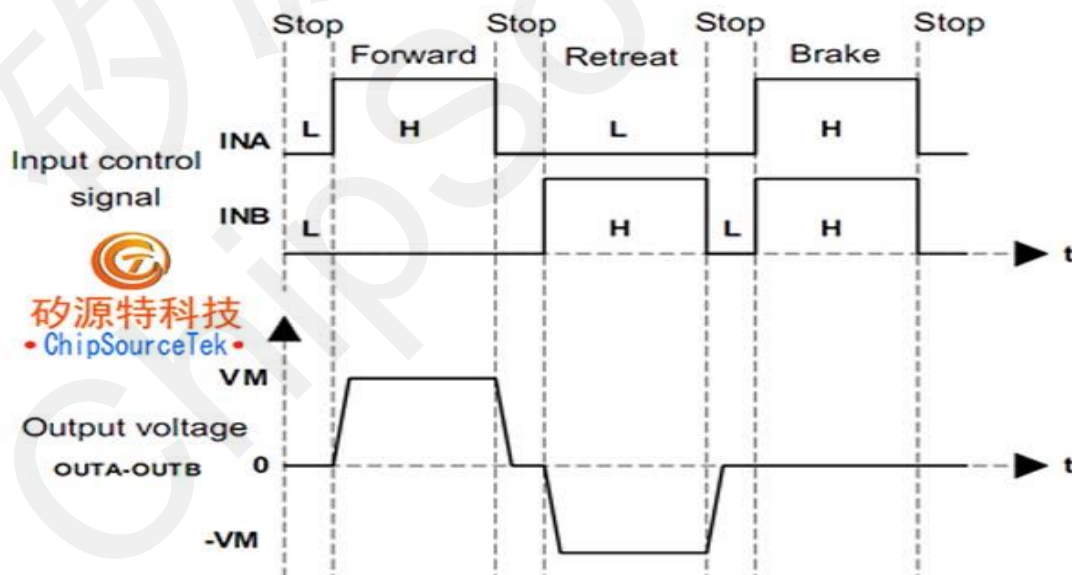 Stop Stop Stop Stop
Forward Retreat Brake
INA L H L H
Input control
signal
INB L H L H
t
矽源特科技
•ChipSourceTek•
VM
Output voltage
OUTA-OUTB 0
t
-VM